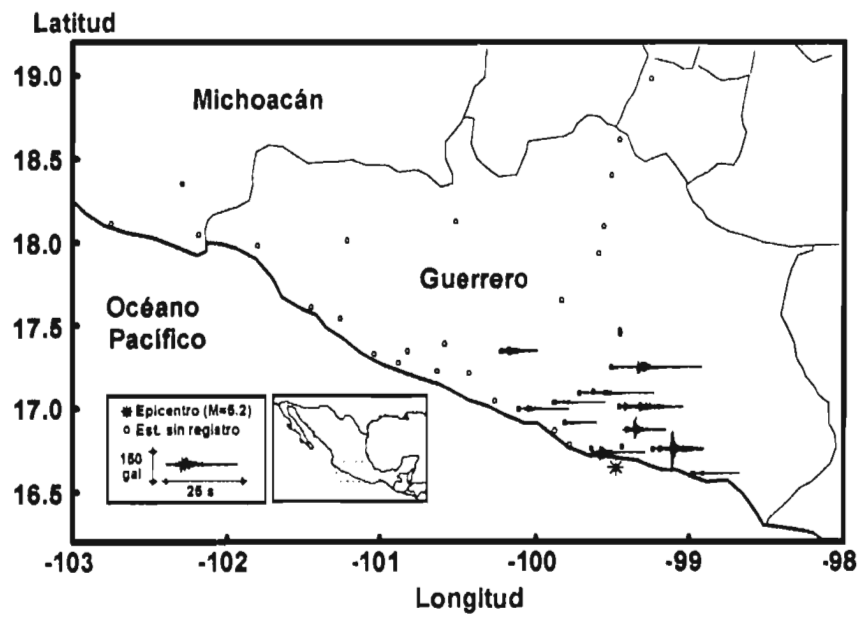 Latitud
19.0
18.5
18.0
17.5
17.0
16.5
Michoacán
Guerrero
Océano
Pacífico
Epicentro (M=5.2)
Est. sin registro
150
gal
25 s
-103
-102
-101
-100
-99
-98
Longitud